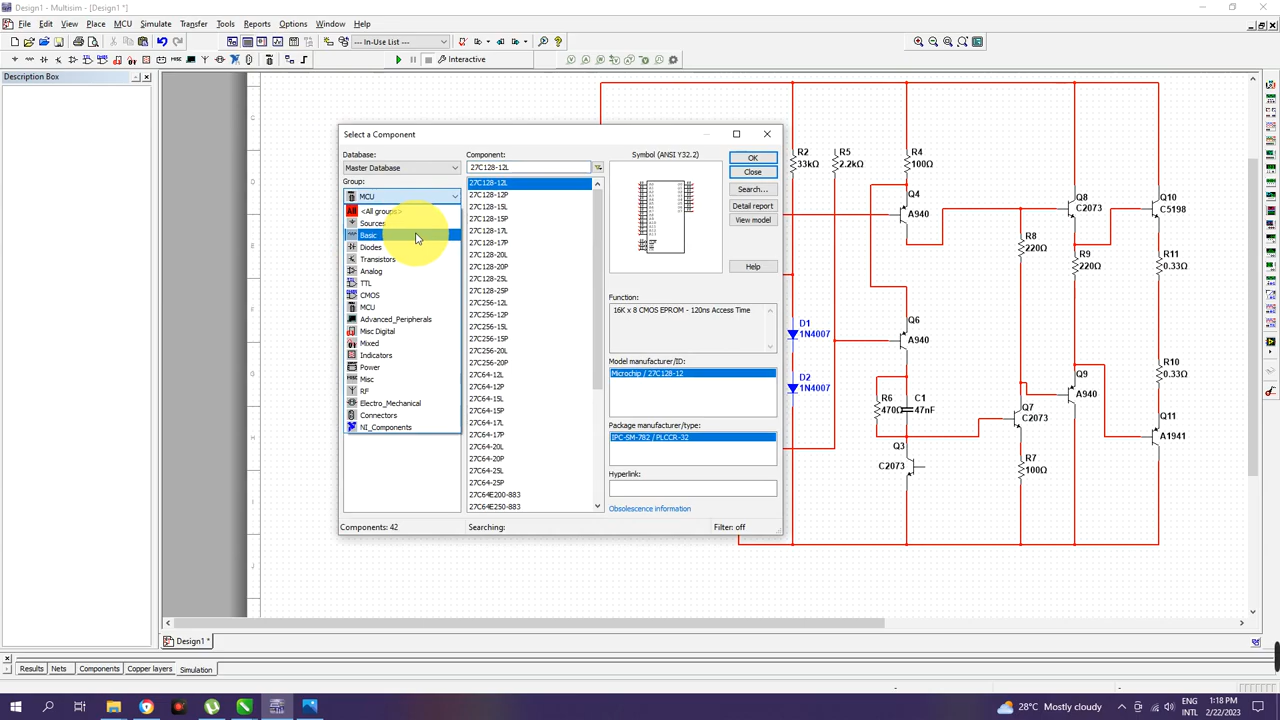 Design1 - Multisim - [Design1 *]
File Edit View Place MCU Simulate Transfer Tools Reports Options Window Help
--- In-Use List ---
Interactive
Description Box
Select a Component
Database:
Master Database
Group:
MCU
<All groups>
Sources
Basic
Diodes
Transistors
Analog
TTL
CMOS
MCU
Advanced_Peripherals
Misc Digital
Mixed
Indicators
Power
Misc
RF
Electro_Mechanical
Connectors
NI_Components
Components: 42
Component:
27C128-12L
27C128-12L
27C128-12P
27C128-15L
27C128-15P
27C128-17L
27C128-17P
27C128-20L
27C128-20P
27C128-25L
27C128-25P
27C256-12L
27C256-12P
27C256-15L
27C256-15P
27C256-20L
27C256-20P
27C64-12L
27C64-12P
27C64-15L
27C64-15P
27C64-17L
27C64-17P
27C64-20L
27C64-20P
27C64-25L
27C64-25P
27C64E200-883
27C64E250-883
Searching:
Symbol (ANSI Y32.2)
Function:
16K x 8 CMOS EPROM - 120ns Access Time
Model manufacturer/ID:
Microchip / 27C128-12
Package manufacturer/type:
IPC-SM-782 / PLCCR-32
Hyperlink:
Obsolescence information
Filter: off
OK
Close
Search...
Detail report
View model
Help
R2
33kΩ
R5
2.2kΩ
R4
100Ω
Q4
A940
Q8
C2073
Q10
C5198
R8
220Ω
R9
220Ω
R11
0.33Ω
D1
1N4007
Q6
A940
D2
1N4007
R6
470Ω
C1
47nF
Q9
A940
R10
0.33Ω
Q7
C2073
Q11
A1941
Q3
C2073
R7
100Ω
Design1 *
Results Nets Components Copper layers Simulation
28°C Mostly cloudy
ENG
INTL
1:18 PM
2/22/2023